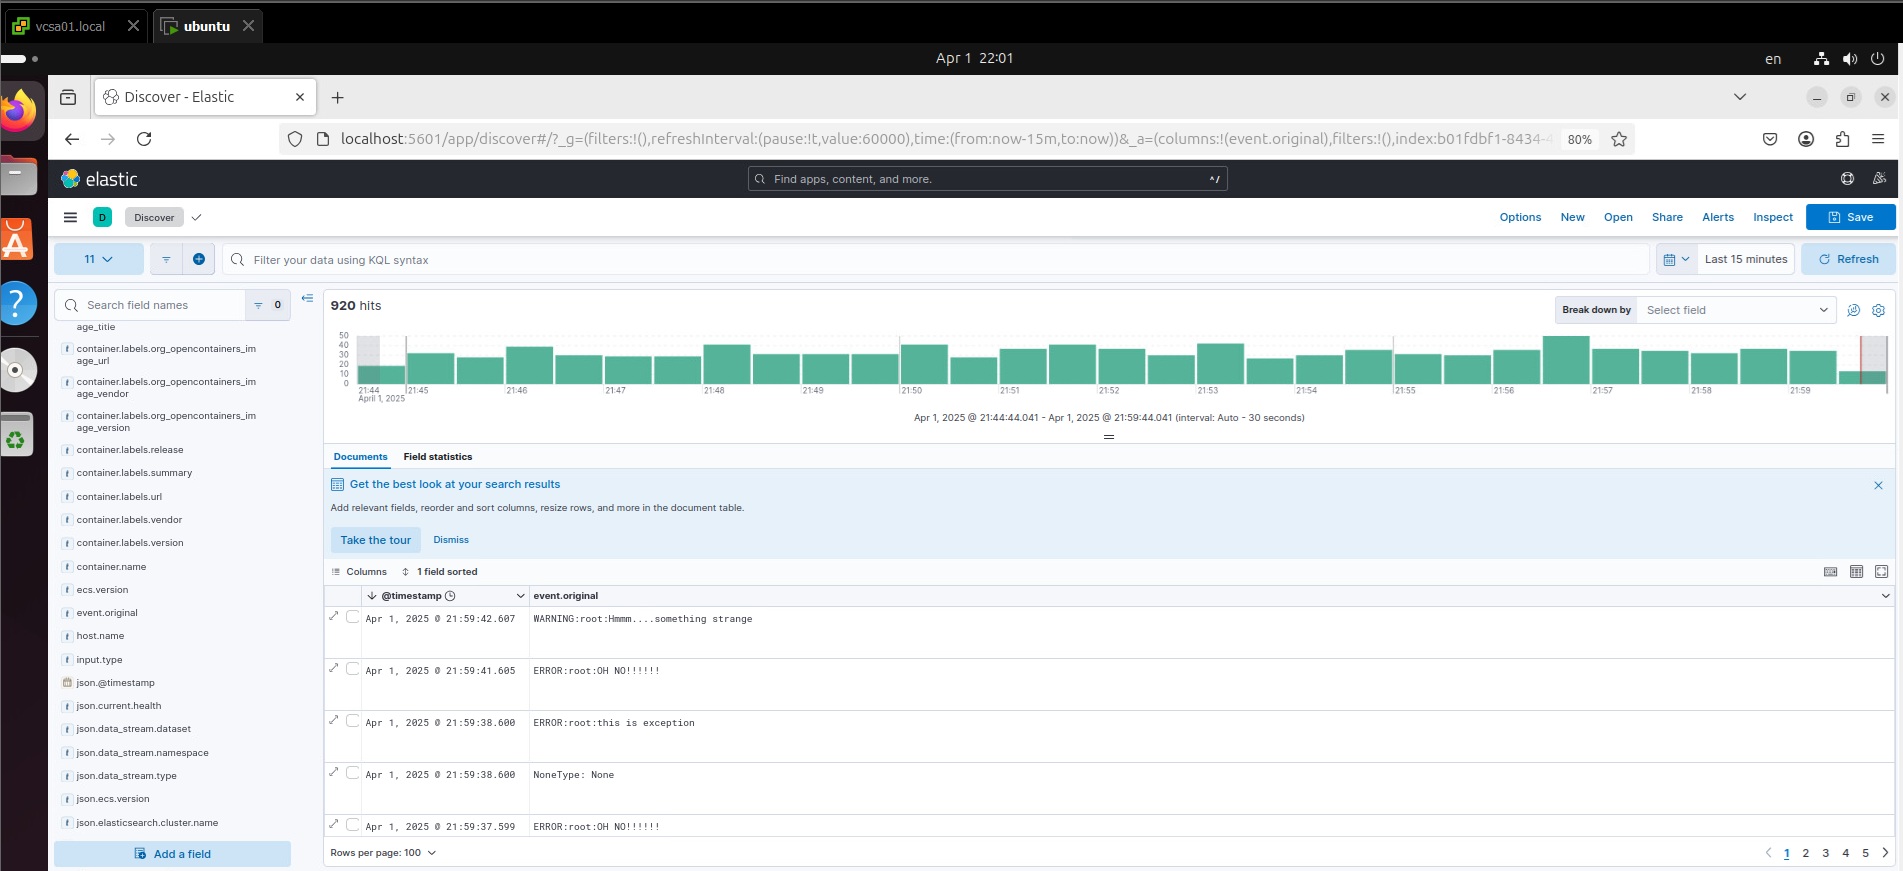 vcsa01.local
ubuntu
Apr 1 22:01
en
Discover - Elastic
localhost:5601/app/discover#/?_g=(filters:!(),refreshInterval:(pause:!t,value:60000),time:(from:now-15m,to:now))&_a=(columns:!(event.original),filters:!(),index:b01fdbf1-8434-4
80%
elastic
Find apps, content, and more.
^/
D
Discover
Options
New
Open
Share
Alerts
Inspect
Save
11
Filter your data using KQL syntax
Last 15 minutes
Refresh
Search field names
0
age_title
container.labels.org_opencontainers_im
age_url
container.labels.org_opencontainers_im
age_vendor
container.labels.org_opencontainers_im
age_version
container.labels.release
container.labels.summary
container.labels.url
container.labels.vendor
container.labels.version
container.name
ecs.version
event.original
host.name
input.type
json.@timestamp
json.current.health
json.data_stream.dataset
json.data_stream.namespace
json.data_stream.type
json.ecs.version
json.elasticsearch.cluster.name
Add a field
920 hits
Break down by
Select field
50
40
30
20
10
0
21:44 21:45 21:46 21:47 21:48 21:49 21:50 21:51 21:52 21:53 21:54 21:55 21:56 21:57 21:58 21:59
April 1, 2025
Apr 1, 2025 @ 21:44:44.041 - Apr 1, 2025 @ 21:59:44.041 (interval: Auto - 30 seconds)
Documents
Field statistics
Get the best look at your search results
Add relevant fields, reorder and sort columns, resize rows, and more in the document table.
Take the tour
Dismiss
Columns
1 field sorted
@timestamp
event.original
Apr 1, 2025 @ 21:59:42.607 WARNING:root:Hmmm....something strange
Apr 1, 2025 @ 21:59:41.605 ERROR:root:OH NO!!!!!!
Apr 1, 2025 @ 21:59:38.600 ERROR:root:this is exception
Apr 1, 2025 @ 21:59:38.600 NoneType: None
Apr 1, 2025 @ 21:59:37.599 ERROR:root:OH NO!!!!!!
Rows per page: 100
1 2 3 4 5